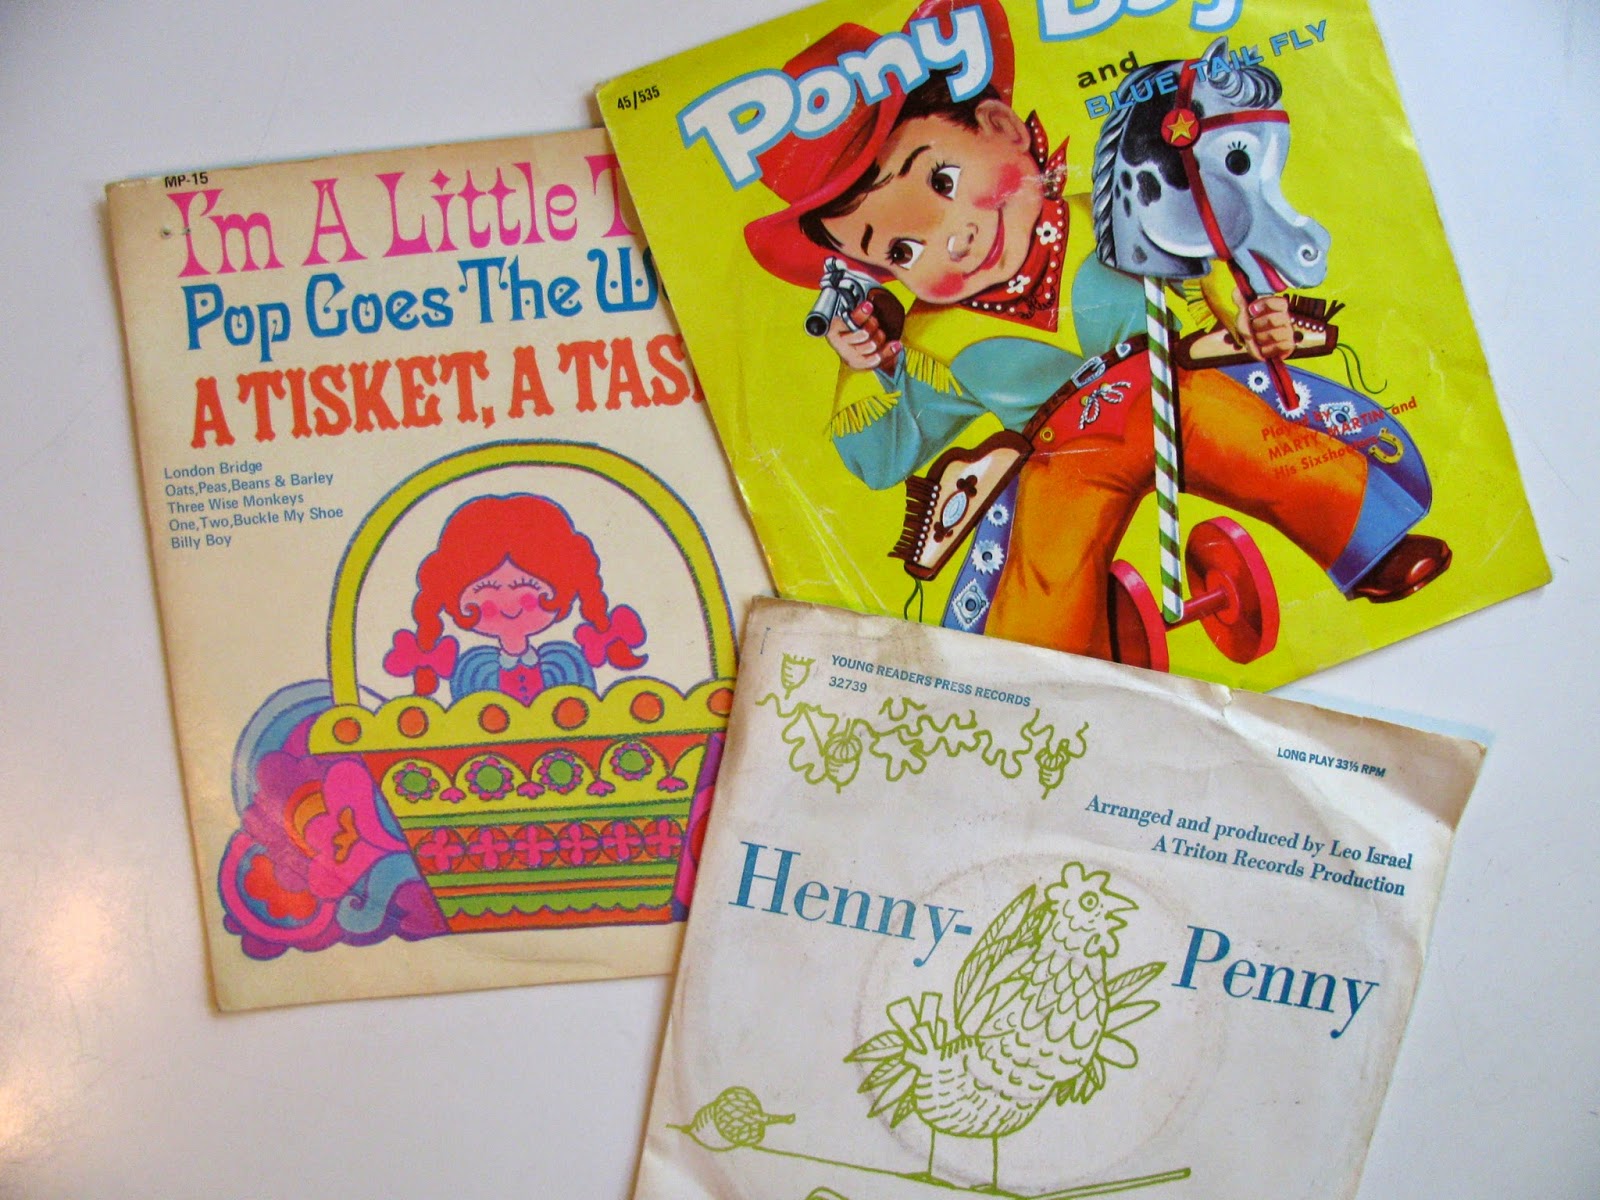 MP-15
I'm A Little T
Pop Goes The W
A TISKET, A TAS
London Bridge
Oats,Peas,Beans & Barley
Three Wise Monkeys
One,Two,Buckle My Shoe
Billy Boy
45/535
Pony Boy
and
BLUE TAIL FLY
Played by
MARTY MARTIN and
His Sixshooters
YOUNG READERS PRESS RECORDS
32739
LONG PLAY 33⅓ RPM
Arranged and produced by Leo Israel
A Triton Records Production
Henny-
Penny